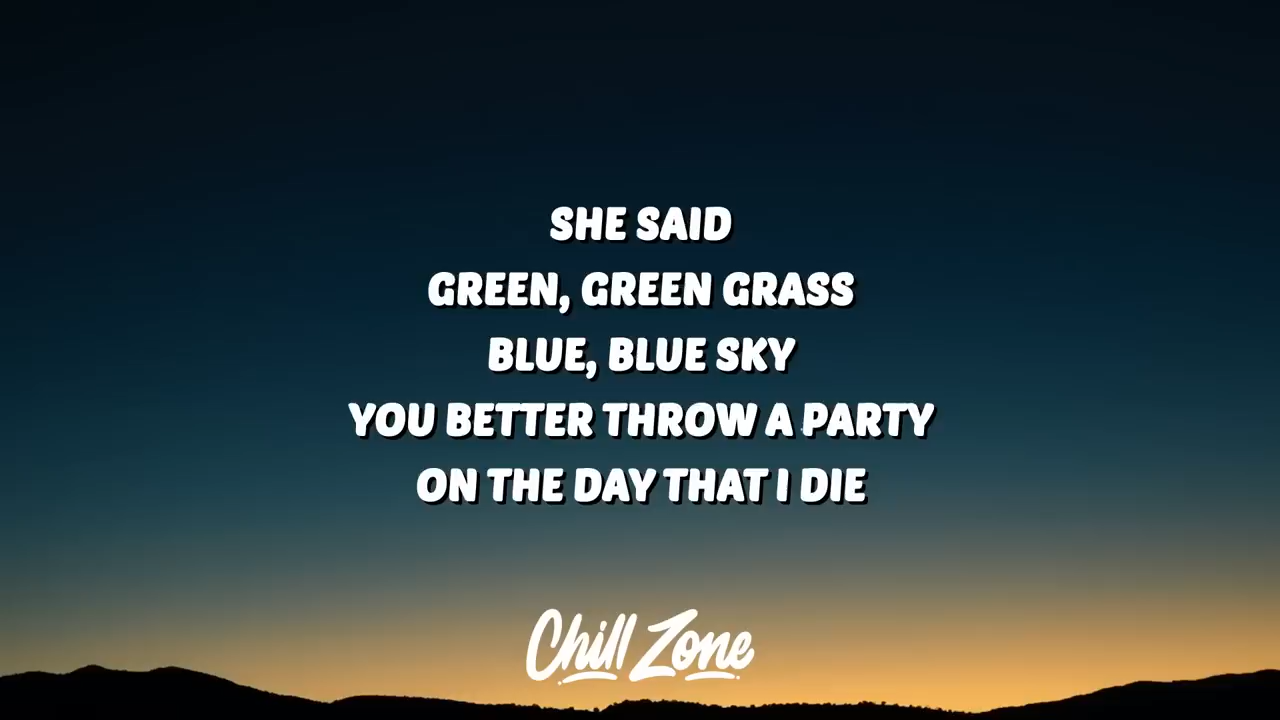 SHE SAID
GREEN, GREEN GRASS
BLUE, BLUE SKY
YOU BETTER THROW A PARTY
ON THE DAY THAT I DIE
Chill Zone